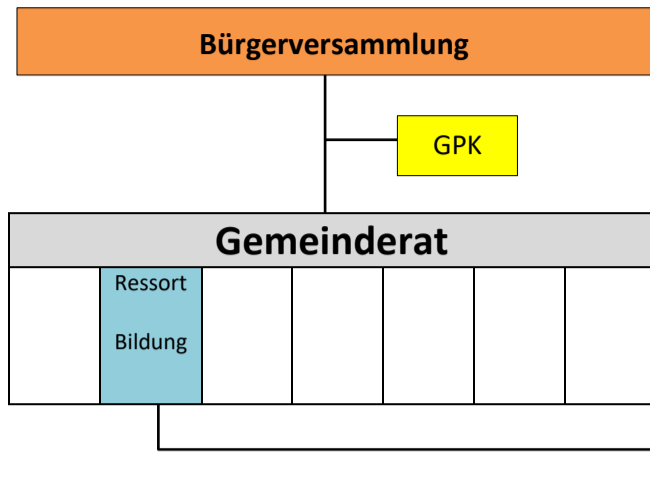 Bürgerversammlung
GPK
Gemeinderat
Ressort
Bildung